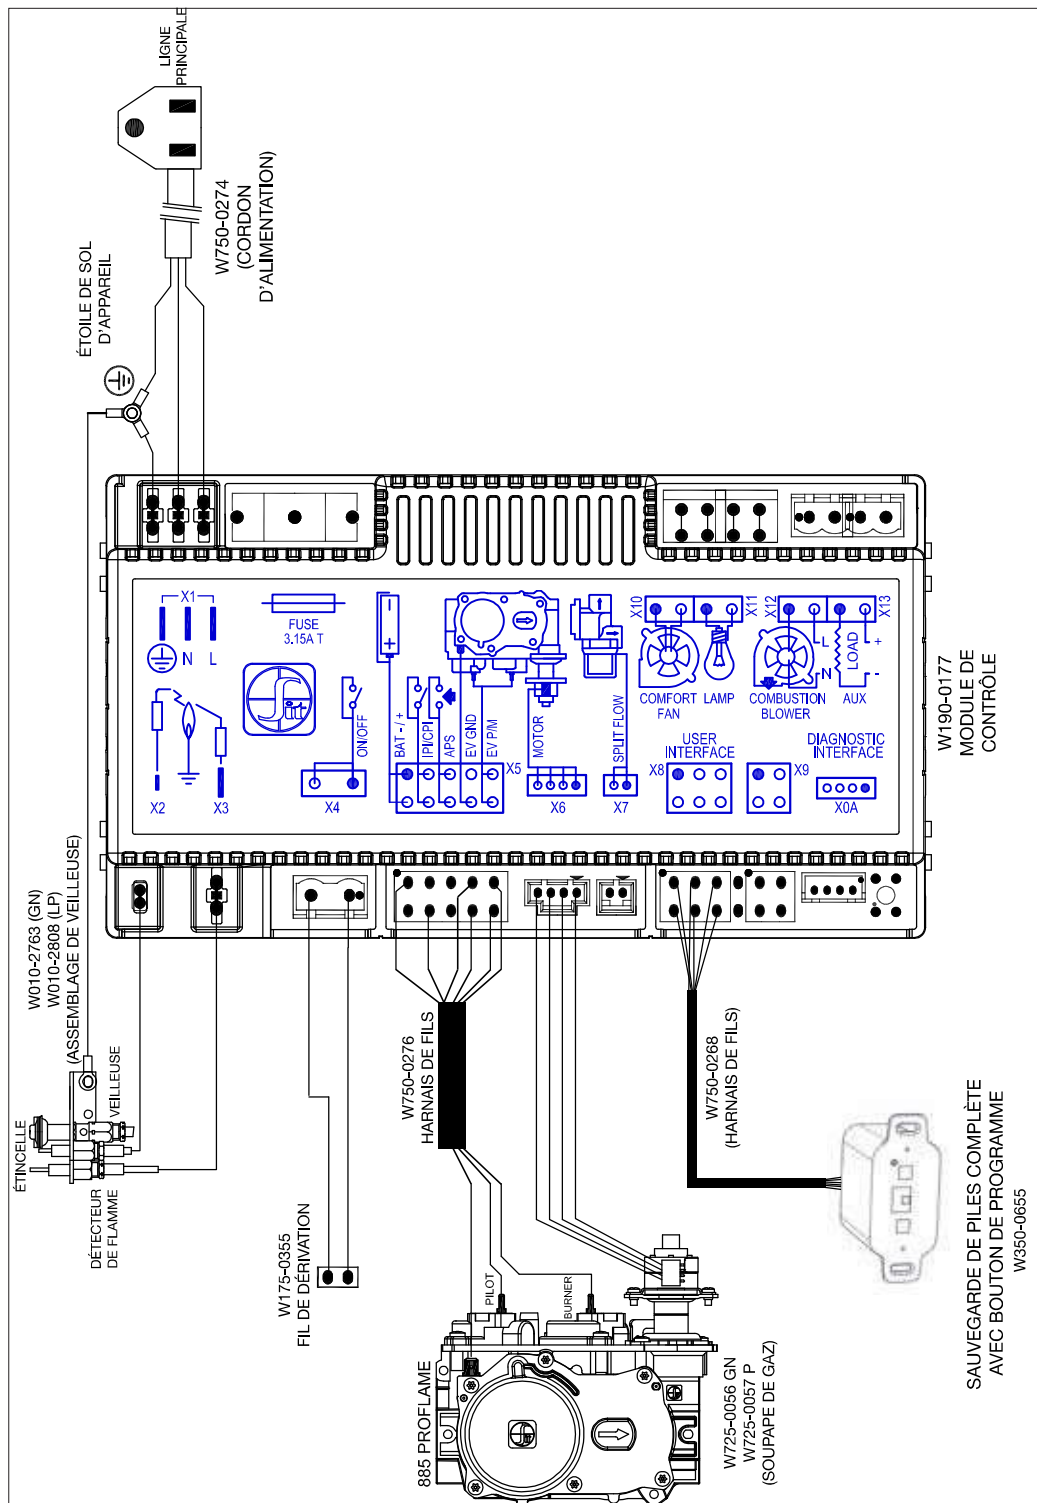 LIGNE
PRINCIPALE
W750-0274
(CORDON
D'ALIMENTATION)
ÉTOILE DE SOL
D'APPAREIL
X1
N
L
FUSE
3.15A T
X2
X3
ON/OFF
X4
BAT -/ +
IPI/CPI
APS
EV GND
EV P/M
X5
MOTOR
X6
SPLIT FLOW
X7
X10
X11
COMFORT
FAN
LAMP
X12
X13
L
N
LOAD
+
-
COMBUSTION
BLOWER
AUX
USER
INTERFACE
X8
X9
DIAGNOSTIC
INTERFACE
X0A
W190-0177
MODULE DE
CONTRÔLE
W010-2763 (GN)
W010-2808 (LP)
(ASSEMBLAGE DE VEILLEUSE)
ÉTINCELLE
VEILLEUSE
DÉTECTEUR
DE FLAMME
W175-0355
FIL DE DÉRIVATION
W750-0276
HARNAIS DE FILS
W750-0268
(HARNAIS DE FILS)
PILOT
BURNER
885 PROFLAME
W725-0056 GN
W725-0057 P
(SOUPAPE DE GAZ)
SAUVEGARDE DE PILES COMPLÈTE
AVEC BOUTON DE PROGRAMME
W350-0655